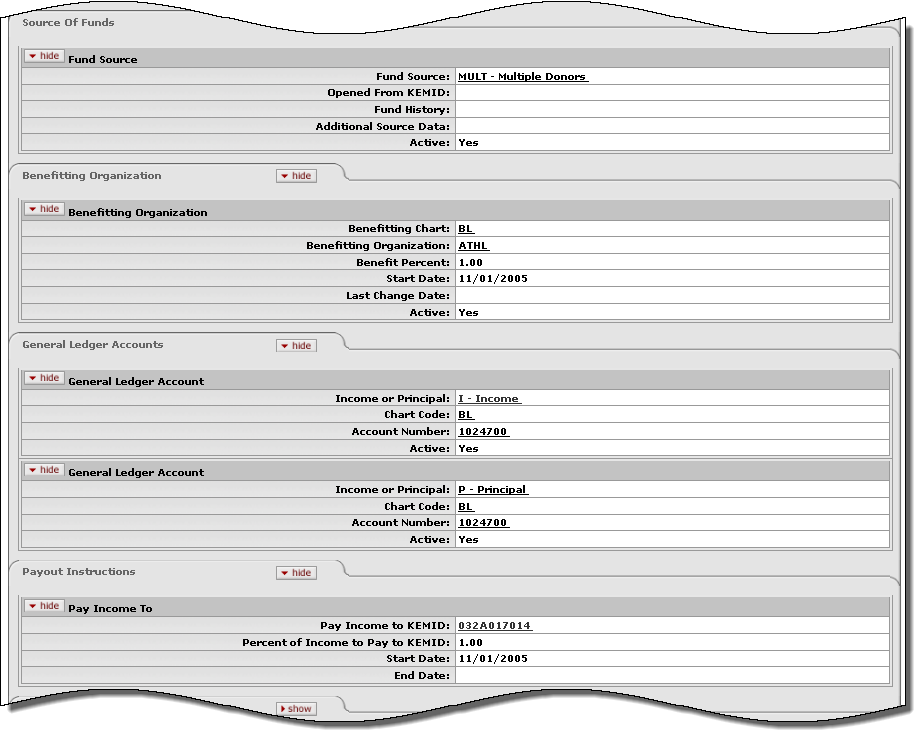 Source Of Funds
hide Fund Source
Fund Source: MULT - Multiple Donors
Opened From KEMID:
Fund History:
Additional Source Data:
Active: Yes
Benefitting Organization hide
hide Benefitting Organization
Benefitting Chart: BL
Benefitting Organization: ATHL
Benefit Percent: 1.00
Start Date: 11/01/2005
Last Change Date:
Active: Yes
General Ledger Accounts hide
hide General Ledger Account
Income or Principal: I - Income
Chart Code: BL
Account Number: 1024700
Active: Yes
hide General Ledger Account
Income or Principal: P - Principal
Chart Code: BL
Account Number: 1024700
Active: Yes
Payout Instructions hide
hide Pay Income To
Pay Income to KEMID: 032A017014
Percent of Income to Pay to KEMID: 1.00
Start Date: 11/01/2005
End Date:
show